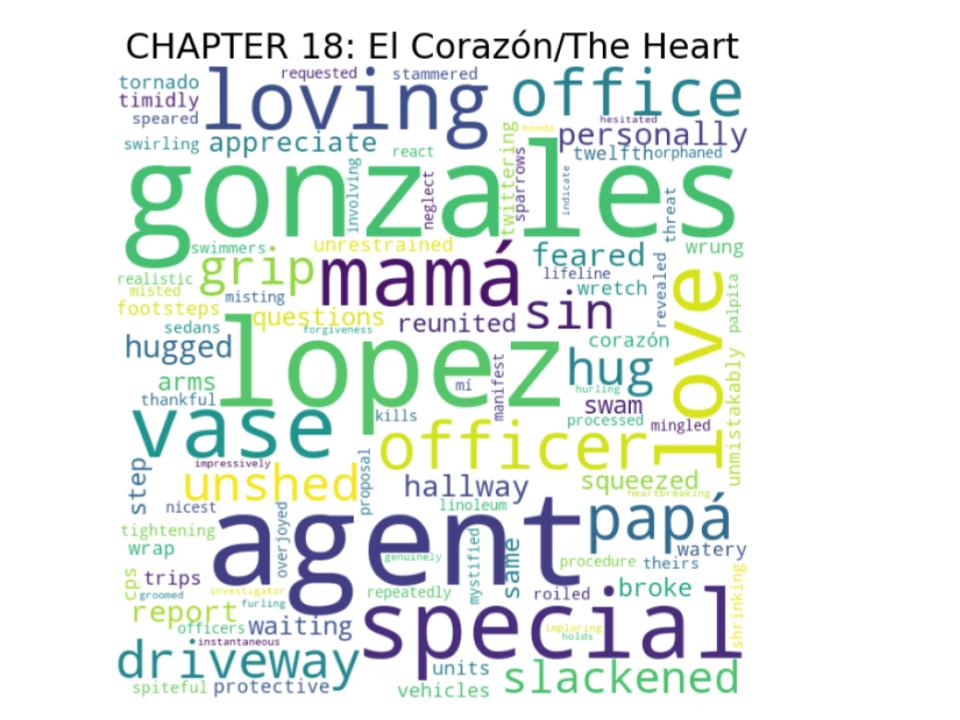 CHAPTER 18: El Corazón/The Heart
tornado
requested
stammered
timidly
loving
office
speared
hesitated
honda
personally
swirling
appreciate
react
twelfth
orphaned
involving
neglect
twittering
sparrows
indicate
threat
gonzales
swimmers
unrestrained
feared
wrung
grip
mamá
lifeline
realistic
misted
misting
wretch
revealed
love
palpita
footsteps
questions
reunited
sin
sedans
forgiveness
corazón
hugged
lopez
hug
arms
mí
manifest
hurling
thankful
swam
unmistakably
vase
kills
processed
mingled
officer
impressively
step
unshed
proposal
hallway
squeezed
heartbreaking
nicest
linoleum
agent
papá
tightening
overjoyed
wrap
genuinely
mystified
same
procedure
theirs
watery
cps
trips
investigator
repeatedly
roiled
broke
shrinking
groomed
furling
report
special
officers
waiting
imploring
holds
instantaneous
driveway
units
slackened
spiteful
protective
vehicles